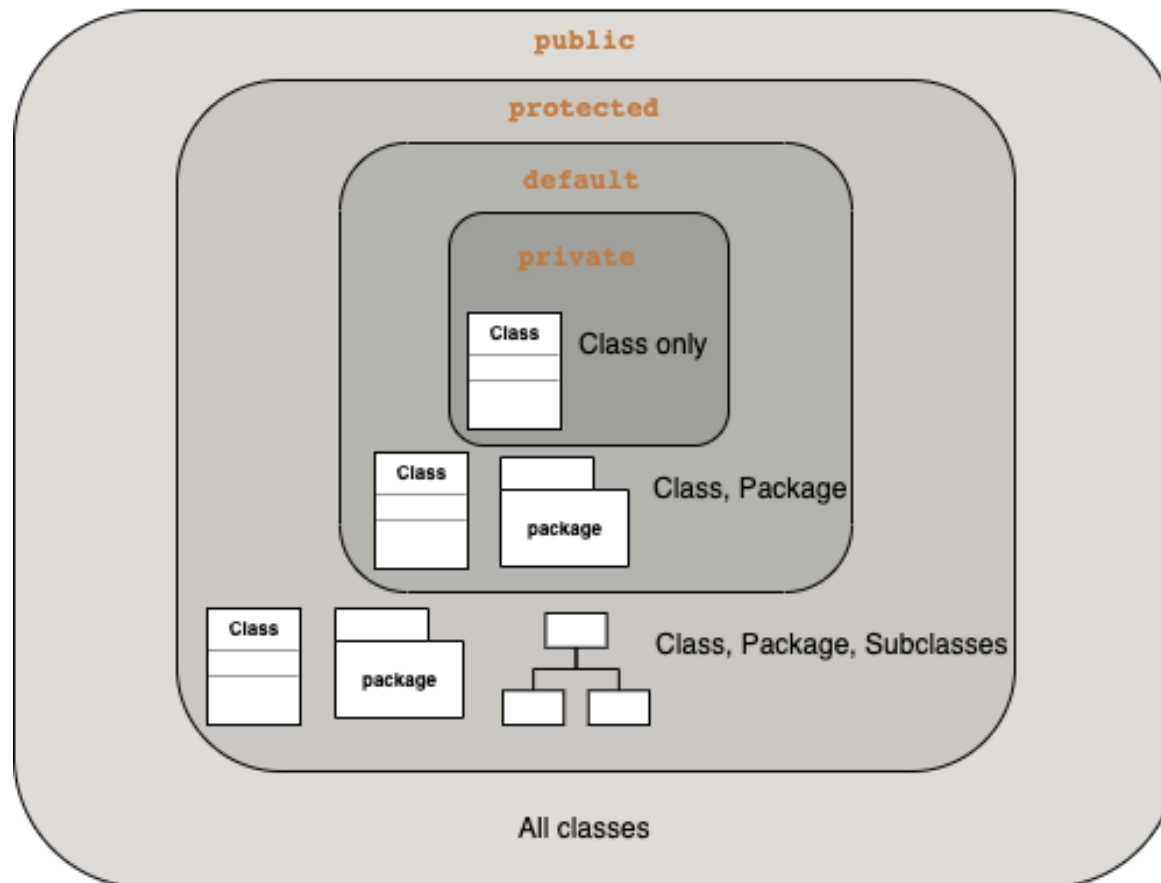 public
protected
default
private
Class
Class only
Class
Class, Package
package
Class
Class, Package, Subclasses
package
All classes